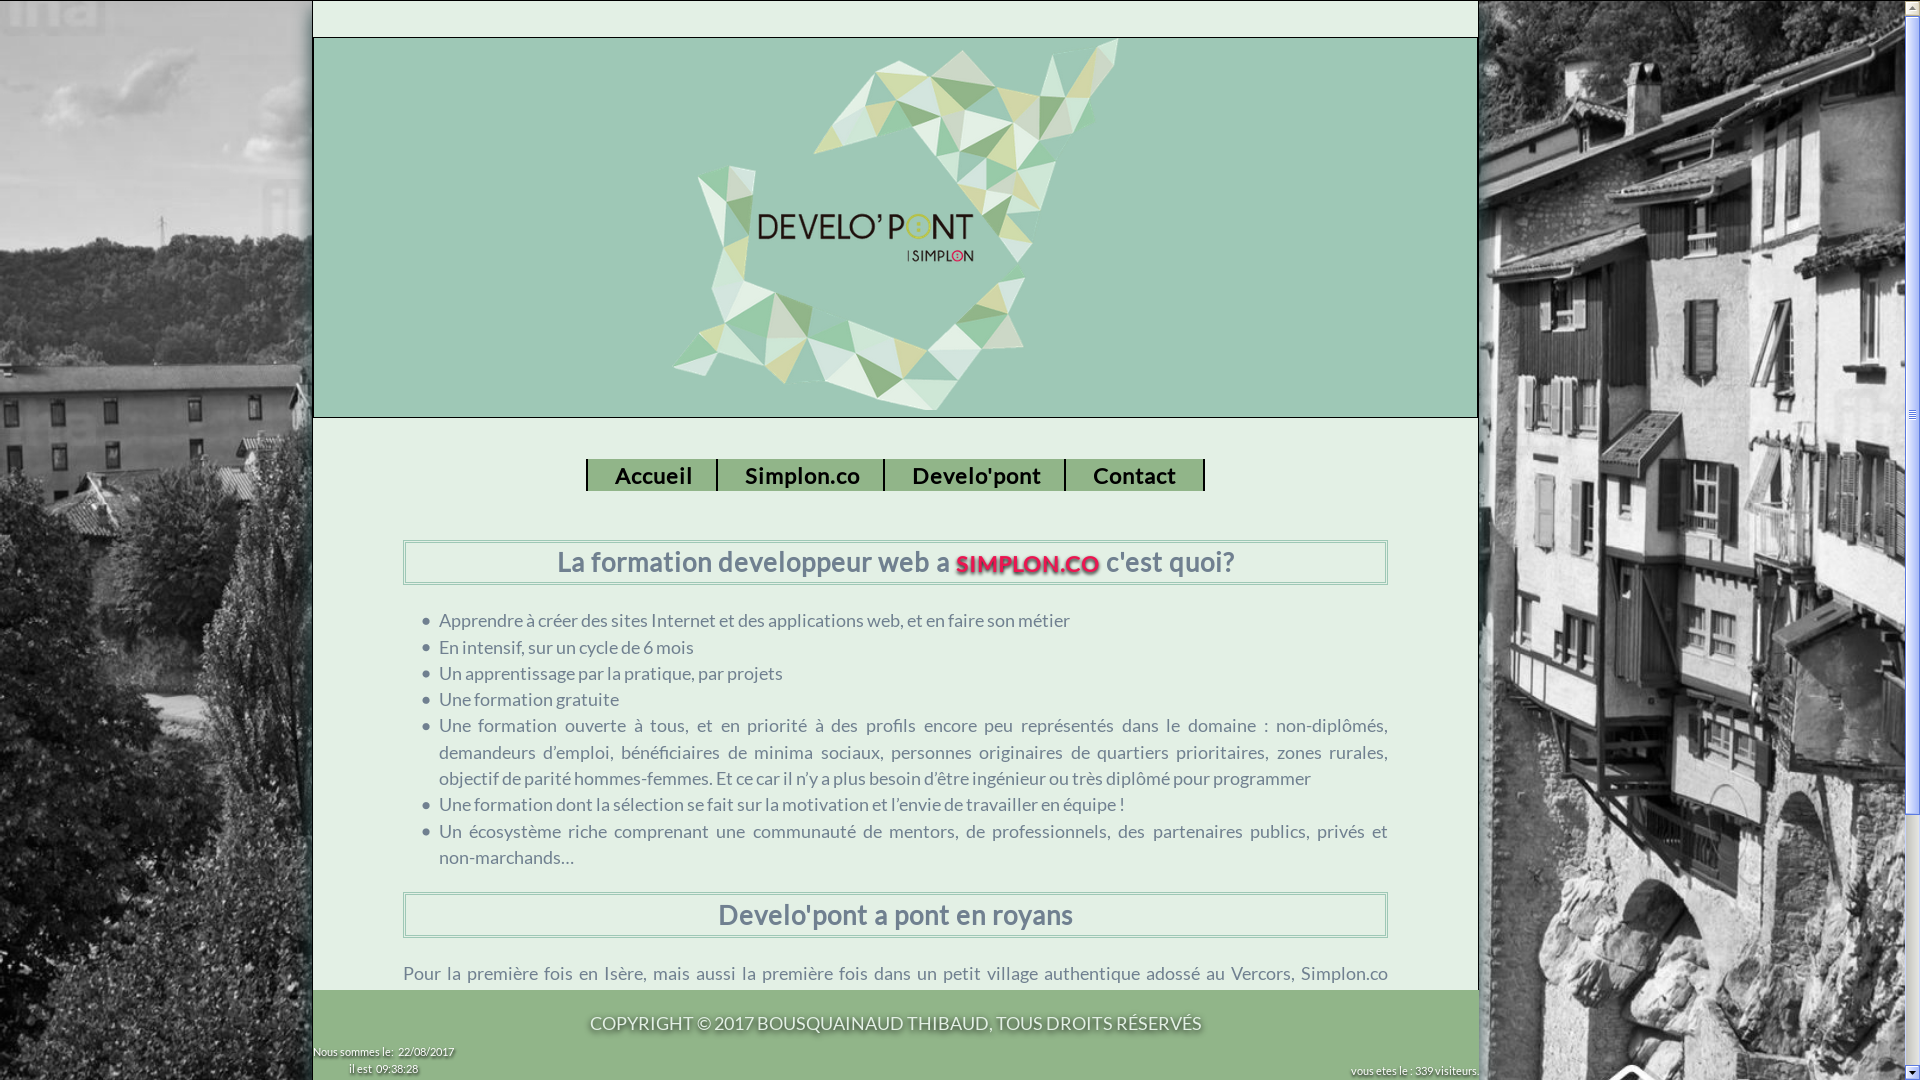 DEVELO'PONT
SIMPLON
Accueil
Simplon.co
Develo'pont
Contact
La formation developpeur web a SIMPLON.CO c'est quoi?
Apprendre à créer des sites Internet et des applications web, et en faire son métier
En intensif, sur un cycle de 6 mois
Un apprentissage par la pratique, par projets
Une formation gratuite
Une formation ouverte à tous, et en priorité à des profils encore peu représentés dans le domaine : non-diplômés,
demandeurs d’emploi, bénéficiaires de minima sociaux, personnes originaires de quartiers prioritaires, zones rurales,
objectif de parité hommes-femmes. Et ce car il n’y a plus besoin d’être ingénieur ou très diplômé pour programmer
Une formation dont la sélection se fait sur la motivation et l’envie de travailler en équipe !
Un écosystème riche comprenant une communauté de mentors, de professionnels, des partenaires publics, privés et
non-marchands…
Develo'pont a pont en royans
Pour la première fois en Isère, mais aussi la première fois dans un petit village authentique adossé au Vercors, Simplon.co
COPYRIGHT © 2017 BOUSQUAINAUD THIBAUD, TOUS DROITS RÉSERVÉS
Nous sommes le: 22/08/2017
il est 09:38:28
vous etes le : 339 visiteurs.